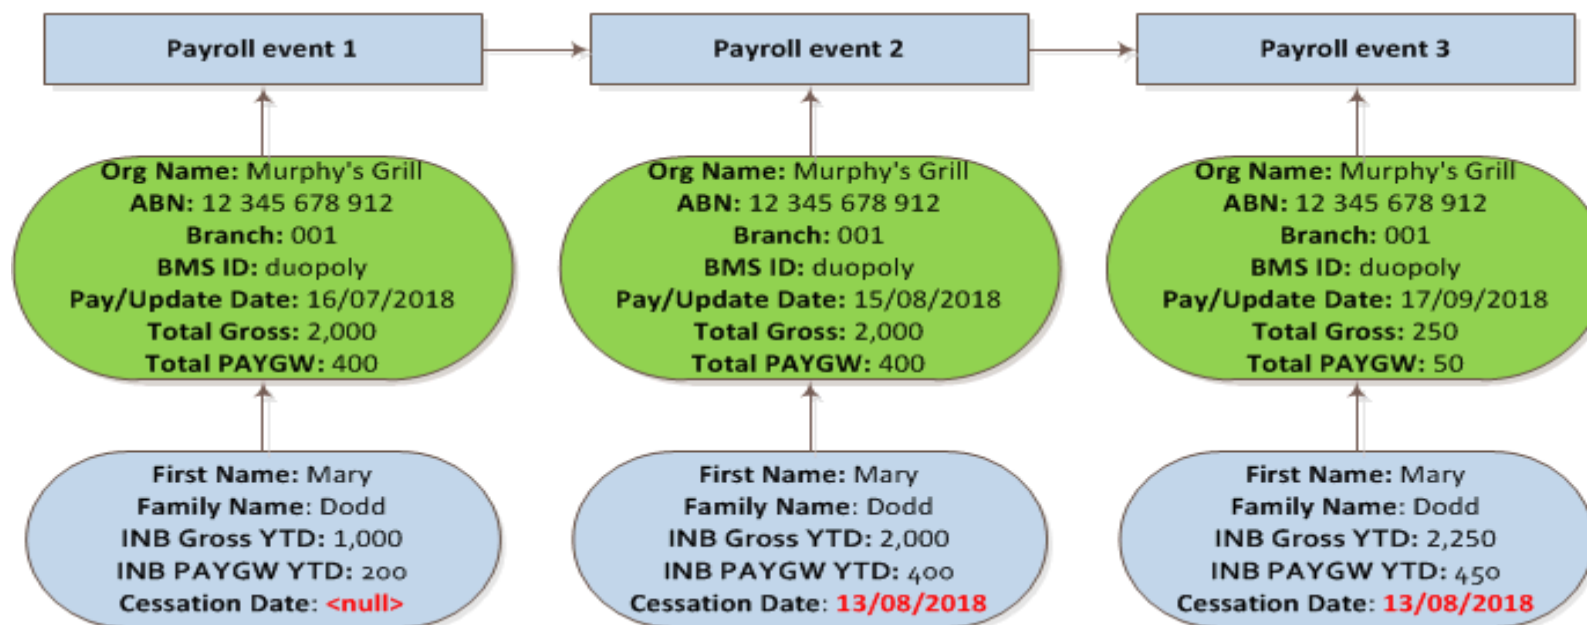 Payroll event 1
Payroll event 2
Payroll event 3
Org Name: Murphy's Grill
ABN: 12 345 678 912
Branch: 001
BMS ID: duopoly
Pay/Update Date: 16/07/2018
Total Gross: 2,000
Total PAYGW: 400
Org Name: Murphy's Grill
ABN: 12 345 678 912
Branch: 001
BMS ID: duopoly
Pay/Update Date: 15/08/2018
Total Gross: 2,000
Total PAYGW: 400
Org Name: Murphy's Grill
ABN: 12 345 678 912
Branch: 001
BMS ID: duopoly
Pay/Update Date: 17/09/2018
Total Gross: 250
Total PAYGW: 50
First Name: Mary
Family Name: Dodd
INB Gross YTD: 1,000
INB PAYGW YTD: 200
Cessation Date: <null>
First Name: Mary
Family Name: Dodd
INB Gross YTD: 2,000
INB PAYGW YTD: 400
Cessation Date: 13/08/2018
First Name: Mary
Family Name: Dodd
INB Gross YTD: 2,250
INB PAYGW YTD: 450
Cessation Date: 13/08/2018